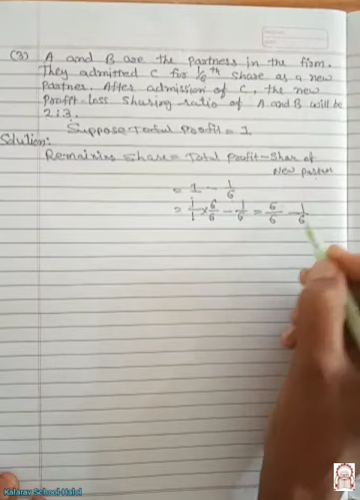 (3) A and B are the Partners in the firm.
They admitted C for 1/6 th share as a new
Partner. After admission of C, the new
Profit-Loss Sharing ratio of A and B will be
2:3.
Suppose Total Profit = 1
Solution:
Remaining Share = Total Profit - Shar of
New partner
= 1 - 1/6
= 1/1 × 6/6 - 1/6 = 6/6 - 1/6
Kalarav School Halol